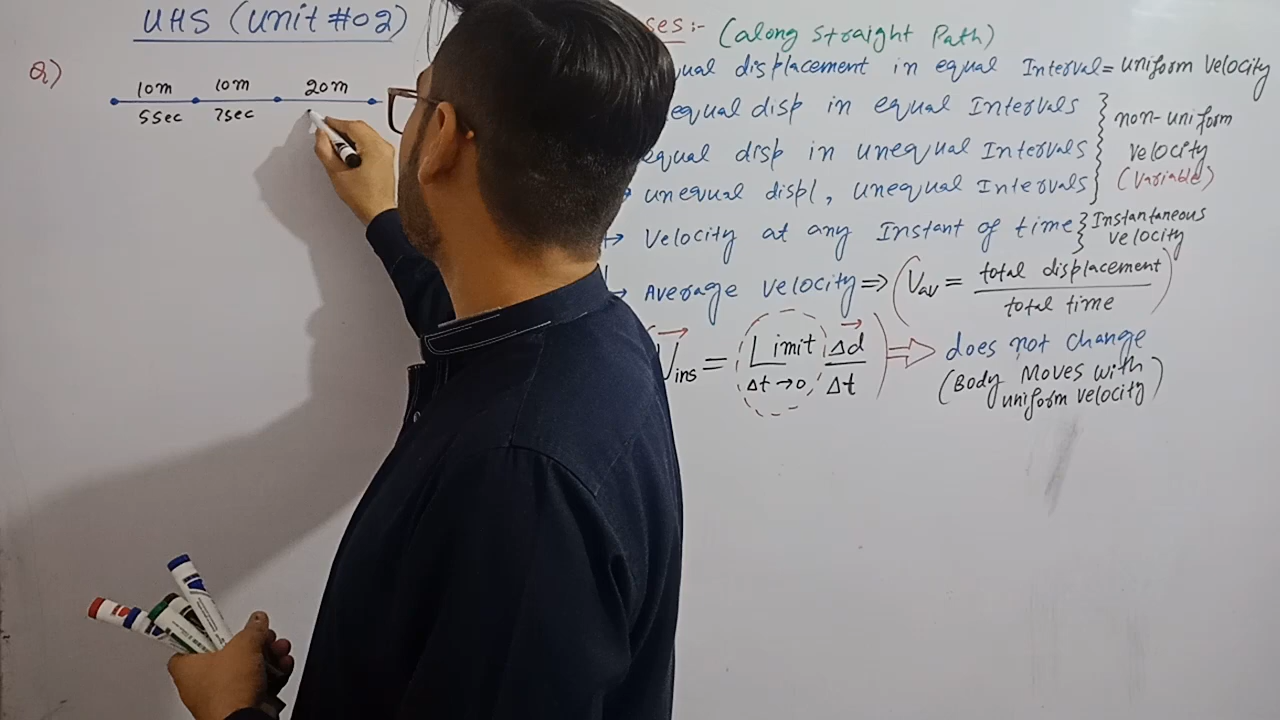 UHS (Unit #02)
Q)
10m 10m 20m
5sec 7sec
ses:- (along straight Path)
ual displacement in equal Interval = uniform velocity
equal disp in equal Intervals
equal disp in unequal Intervals
unequal displ, unequal Intervals
non-uniform
velocity
(variable)
↦ Velocity at any Instant of time } Instantaneous
velocity
→ Average velocity ⇒ (Vav = total displacement
total time)
Vins = Limit Δd
Δt→0 Δt
does not change
(Body Moves with
uniform velocity)